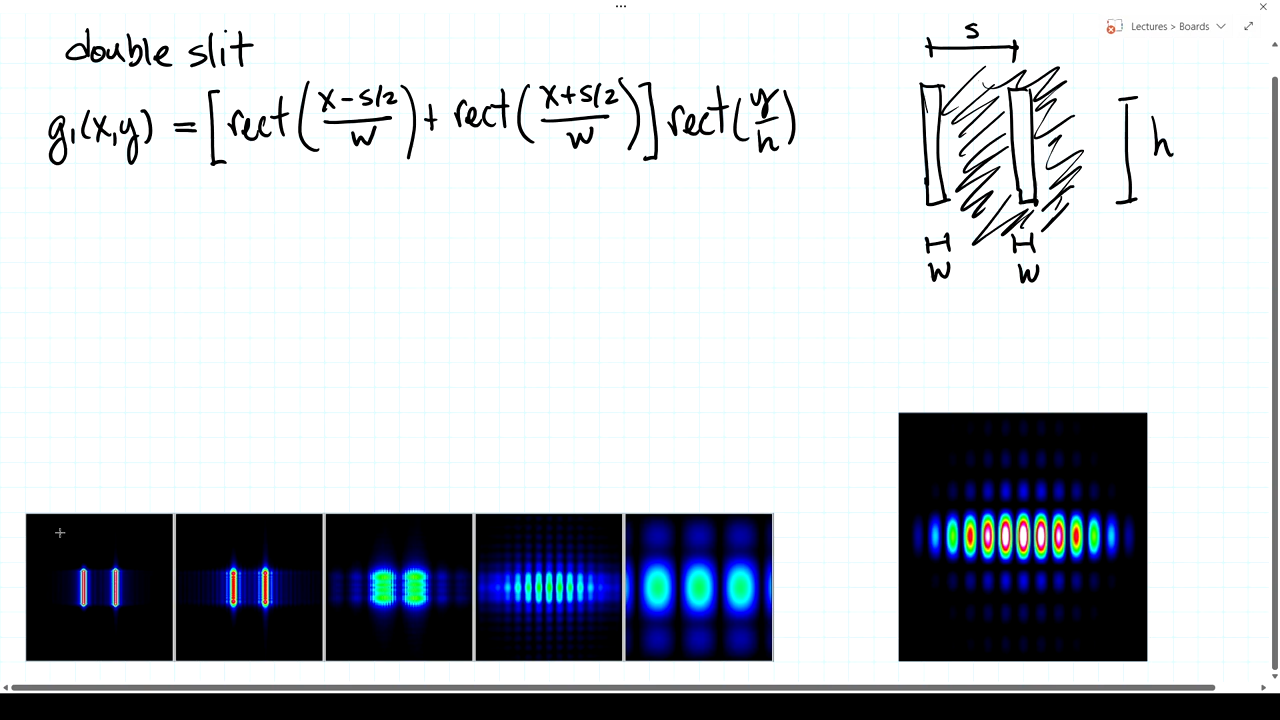 Lectures > Boards
double slit
s
g₁(x,y) = [rect((x-s/2)/w) + rect((x+s/2)/w)] rect(y/h)
h
w w